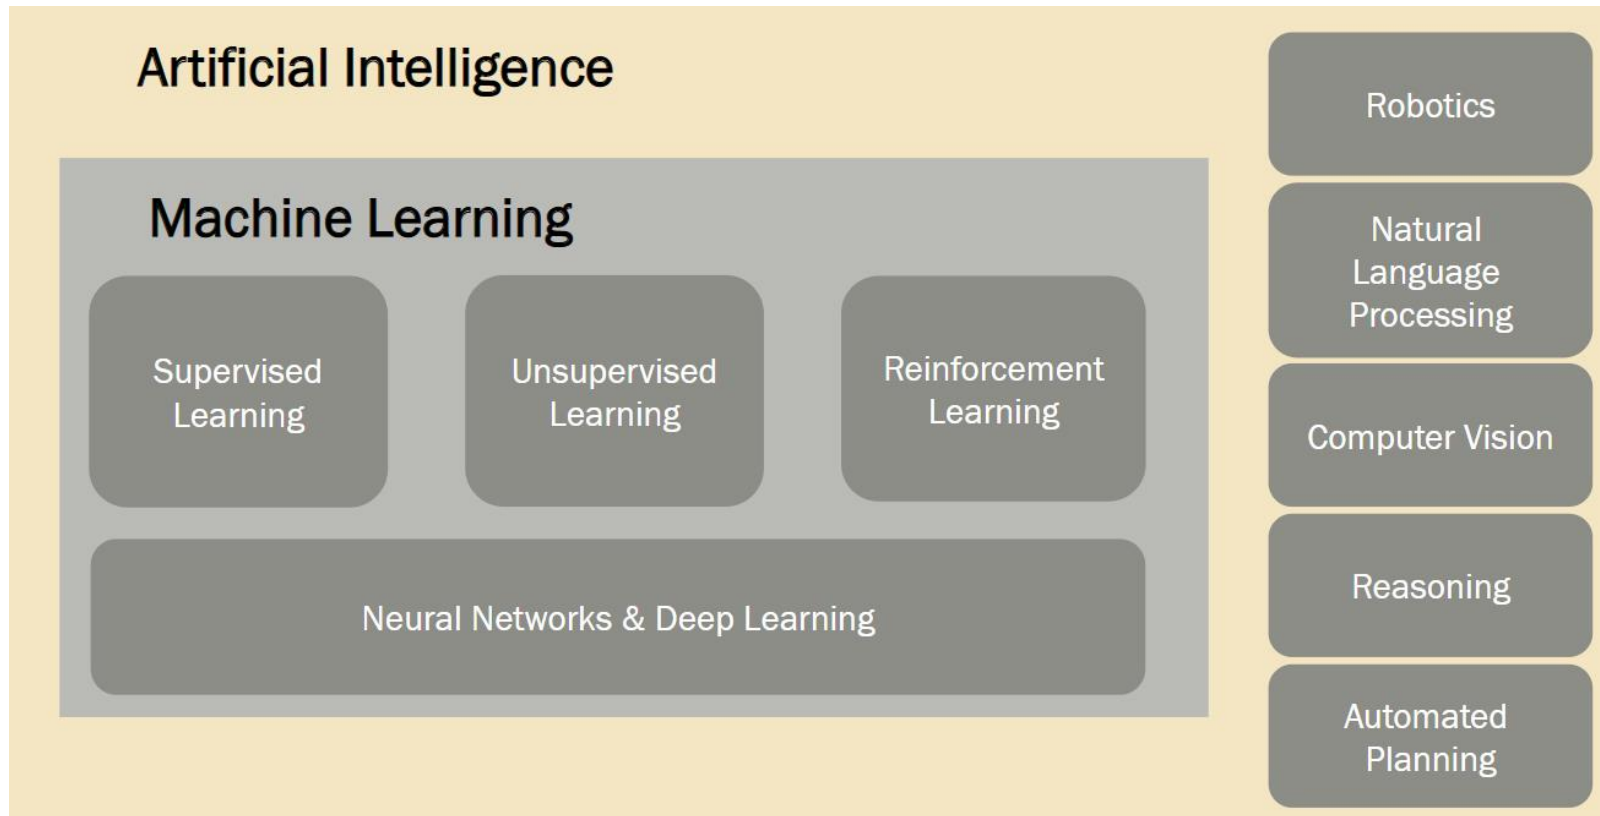 Artificial Intelligence
Machine Learning
Supervised
Learning
Unsupervised
Learning
Reinforcement
Learning
Neural Networks & Deep Learning
Robotics
Natural
Language
Processing
Computer Vision
Reasoning
Automated
Planning